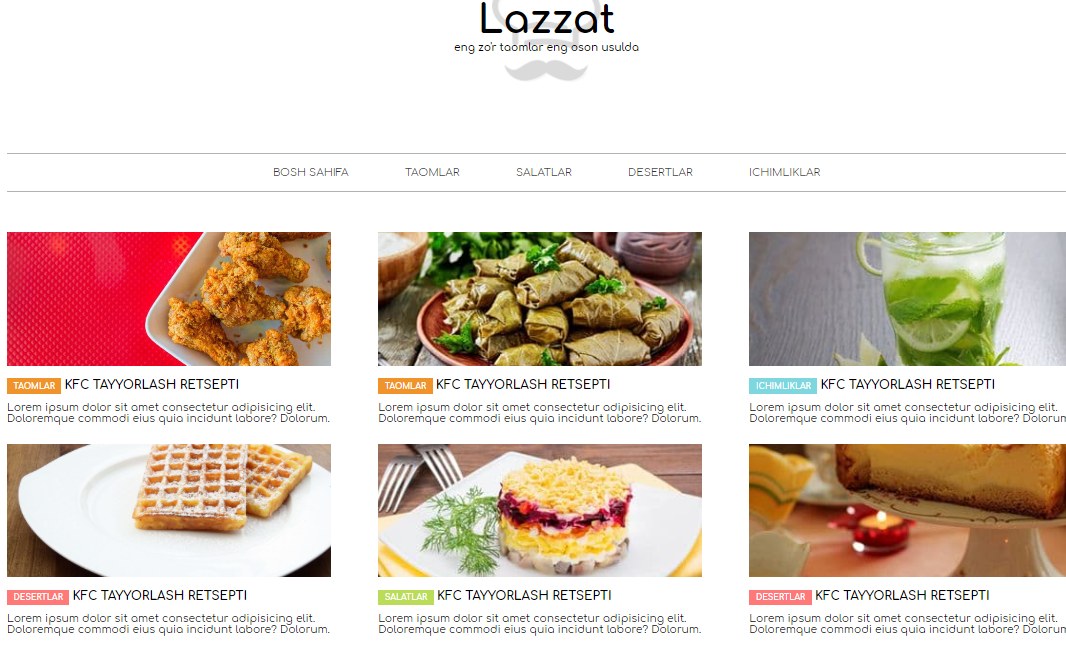 Lazzat
eng zo'r taomlar eng oson usulda
BOSH SAHIFA TAOMLAR SALATLAR DESERTLAR ICHIMLIKLAR
TAOMLAR KFC TAYYORLASH RETSEPTI
Lorem ipsum dolor sit amet consectetur adipisicing elit.
Doloremque commodi eius quia incidunt labore? Dolorum.
TAOMLAR KFC TAYYORLASH RETSEPTI
Lorem ipsum dolor sit amet consectetur adipisicing elit.
Doloremque commodi eius quia incidunt labore? Dolorum.
ICHIMLIKLAR KFC TAYYORLASH RETSEPTI
Lorem ipsum dolor sit amet consectetur adipisicing elit.
Doloremque commodi eius quia incidunt labore? Dolorum
DESERTLAR KFC TAYYORLASH RETSEPTI
Lorem ipsum dolor sit amet consectetur adipisicing elit.
Doloremque commodi eius quia incidunt labore? Dolorum.
SALATLAR KFC TAYYORLASH RETSEPTI
Lorem ipsum dolor sit amet consectetur adipisicing elit.
Doloremque commodi eius quia incidunt labore? Dolorum.
DESERTLAR KFC TAYYORLASH RETSEPTI
Lorem ipsum dolor sit amet consectetur adipisicing elit.
Doloremque commodi eius quia incidunt labore? Dolorum